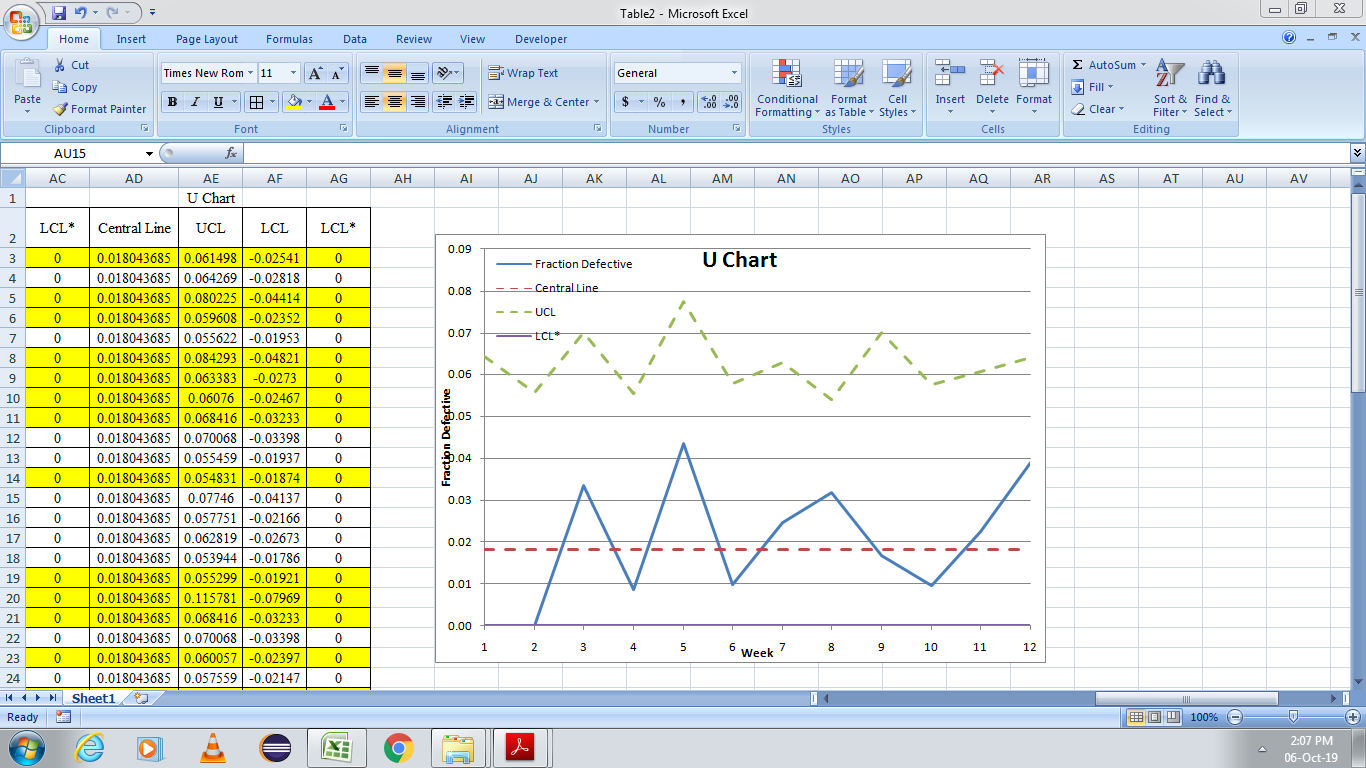 Table2 - Microsoft Excel
Home Insert Page Layout Formulas Data Review View Developer
Paste
Cut
Copy
Format Painter
Clipboard
Times New Rom 11
B I U
Font
Wrap Text
Merge & Center
Alignment
General
$ % ,
Number
Conditional Formatting
Format as Table
Cell Styles
Styles
Insert Delete Format
Cells
AutoSum
Fill
Clear
Sort & Filter
Find & Select
Editing
AU15 fx
AC AD AE AF AG AH AI AJ AK AL AM AN AO AP AQ AR AS AT AU AV
1 U Chart
2 LCL* Central Line UCL LCL LCL*
3 0 0.018043685 0.061498 -0.02541 0
4 0 0.018043685 0.064269 -0.02818 0
5 0 0.018043685 0.080225 -0.04414 0
6 0 0.018043685 0.059608 -0.02352 0
7 0 0.018043685 0.055622 -0.01953 0
8 0 0.018043685 0.084293 -0.04821 0
9 0 0.018043685 0.063383 -0.0273 0
10 0 0.018043685 0.06076 -0.02467 0
11 0 0.018043685 0.068416 -0.03233 0
12 0 0.018043685 0.070068 -0.03398 0
13 0 0.018043685 0.055459 -0.01937 0
14 0 0.018043685 0.054831 -0.01874 0
15 0 0.018043685 0.07746 -0.04137 0
16 0 0.018043685 0.057751 -0.02166 0
17 0 0.018043685 0.062819 -0.02673 0
18 0 0.018043685 0.053944 -0.01786 0
19 0 0.018043685 0.055299 -0.01921 0
20 0 0.018043685 0.115781 -0.07969 0
21 0 0.018043685 0.068416 -0.03233 0
22 0 0.018043685 0.070068 -0.03398 0
23 0 0.018043685 0.060057 -0.02397 0
24 0 0.018043685 0.057559 -0.02147 0
U Chart
Fraction Defective
Central Line
UCL
LCL*
Fraction Defective
0.09
0.08
0.07
0.06
0.05
0.04
0.03
0.02
0.01
0.00
1 2 3 4 5 6 7 8 9 10 11 12
Week
Sheet1
Ready 100%
2:07 PM
06-Oct-19